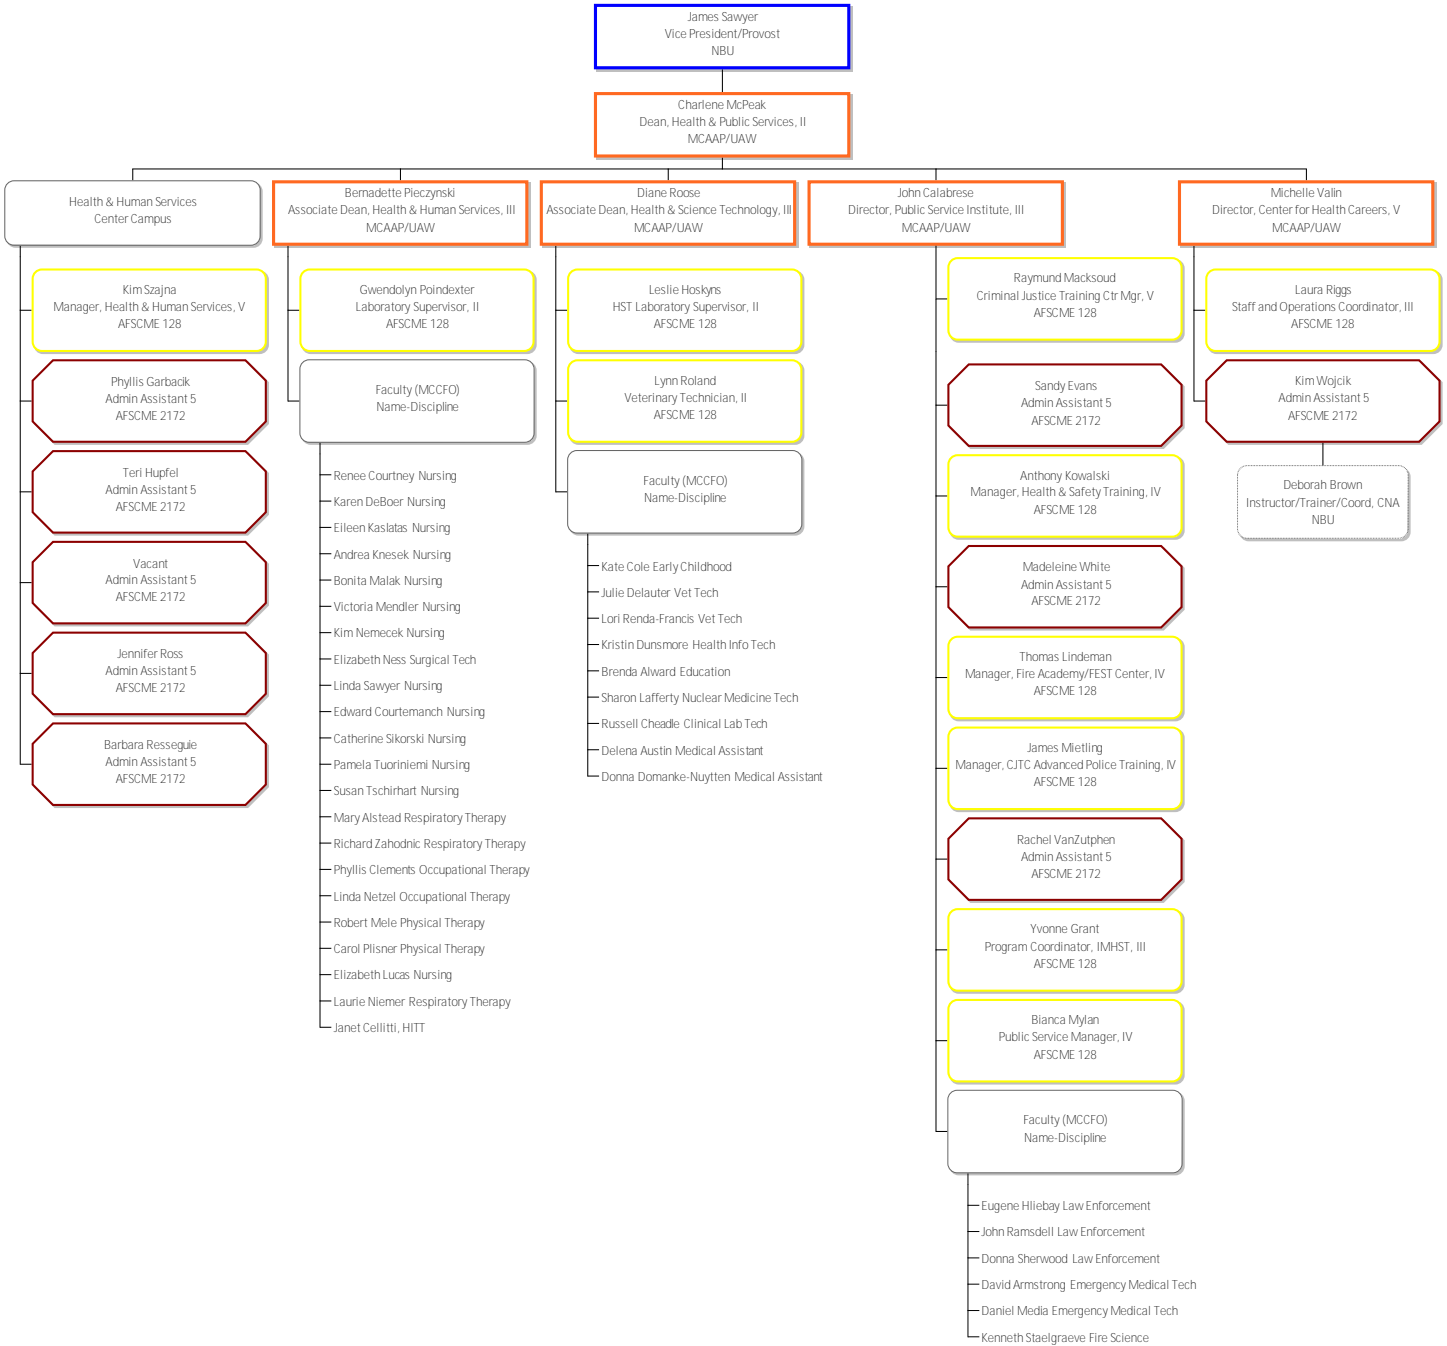 James Sawyer
Vice President/Provost
NBU
Charlene McPeak
Dean, Health & Public Services, II
MCAAP/UAW
Health & Human Services
Center Campus
Kim Szajna
Manager, Health & Human Services, V
AFSCME 128
Phyllis Garbacik
Admin Assistant 5
AFSCME 2172
Teri Hupfel
Admin Assistant 5
AFSCME 2172
Vacant
Admin Assistant 5
AFSCME 2172
Jennifer Ross
Admin Assistant 5
AFSCME 2172
Barbara Resseguie
Admin Assistant 5
AFSCME 2172
Bernadette Pieczynski
Associate Dean, Health & Human Services, III
MCAAP/UAW
Gwendolyn Poindexter
Laboratory Supervisor, II
AFSCME 128
Faculty (MCCFO)
Name-Discipline
Renee Courtney Nursing
Karen DeBoer Nursing
Eileen Kaslatas Nursing
Andrea Knesek Nursing
Bonita Malak Nursing
Victoria Mendler Nursing
Kim Nemecek Nursing
Elizabeth Ness Surgical Tech
Linda Sawyer Nursing
Edward Courtemanch Nursing
Catherine Sikorski Nursing
Pamela Tuoriniemi Nursing
Susan Tschirhart Nursing
Mary Alstead Respiratory Therapy
Richard Zahodnic Respiratory Therapy
Phyllis Clements Occupational Therapy
Linda Netzel Occupational Therapy
Robert Mele Physical Therapy
Carol Plisner Physical Therapy
Elizabeth Lucas Nursing
Laurie Niemer Respiratory Therapy
Janet Cellitti, HITT
Diane Roose
Associate Dean, Health & Science Technology, III
MCAAP/UAW
Leslie Hoskyns
HST Laboratory Supervisor, II
AFSCME 128
Lynn Roland
Veterinary Technician, II
AFSCME 128
Faculty (MCCFO)
Name-Discipline
Kate Cole Early Childhood
Julie Delauter Vet Tech
Lori Renda-Francis Vet Tech
Kristin Dunsmore Health Info Tech
Brenda Alward Education
Sharon Lafferty Nuclear Medicine Tech
Russell Cheadle Clinical Lab Tech
Delena Austin Medical Assistant
Donna Domanke-Nuytten Medical Assistant
John Calabrese
Director, Public Service Institute, III
MCAAP/UAW
Raymund Macksoud
Criminal Justice Training Ctr Mgr, V
AFSCME 128
Sandy Evans
Admin Assistant 5
AFSCME 2172
Anthony Kowalski
Manager, Health & Safety Training, IV
AFSCME 128
Madeleine White
Admin Assistant 5
AFSCME 2172
Thomas Lindeman
Manager, Fire Academy/FEST Center, IV
AFSCME 128
James Mietling
Manager, CJTC Advanced Police Training, IV
AFSCME 128
Rachel VanZutphen
Admin Assistant 5
AFSCME 2172
Yvonne Grant
Program Coordinator, IMHST, III
AFSCME 128
Bianca Mylan
Public Service Manager, IV
AFSCME 128
Faculty (MCCFO)
Name-Discipline
Eugene Hliebay Law Enforcement
John Ramsdell Law Enforcement
Donna Sherwood Law Enforcement
David Armstrong Emergency Medical Tech
Daniel Media Emergency Medical Tech
Kenneth Staelgraeve Fire Science
Michelle Valin
Director, Center for Health Careers, V
MCAAP/UAW
Laura Riggs
Staff and Operations Coordinator, III
AFSCME 128
Kim Wojcik
Admin Assistant 5
AFSCME 2172
Deborah Brown
Instructor/Trainer/Coord, CNA
NBU